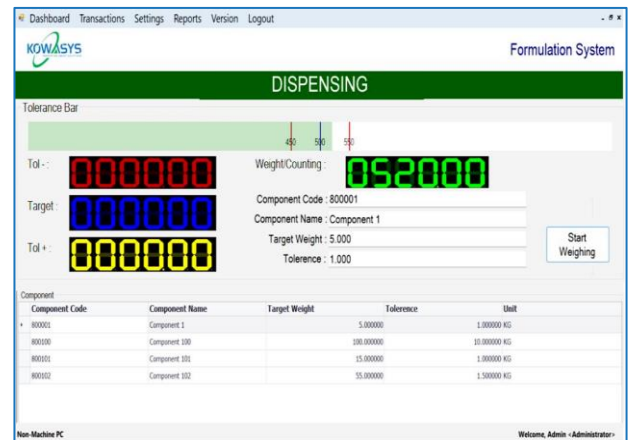 Dashboard Transactions Settings Reports Version Logout
KOWASYS
Formulation System
DISPENSING
Tolerance Bar
450 500 550
Tol - : 000000
Weight/Counting : 052000
Target : 000000
Component Code : 800001
Component Name : Component 1
Target Weight : 5.000
Tol + : 000000
Tolerence : 1.000
Start
Weighing
Component
Component Code Component Name Target Weight Tolerence Unit
800001 Component 1 5.000000 1.000000 KG
800100 Component 100 100.000000 10.000000 KG
800101 Component 101 15.000000 1.000000 KG
800102 Component 102 55.000000 1.500000 KG
Non-Machine PC
Welcome, Admin <Administrator>